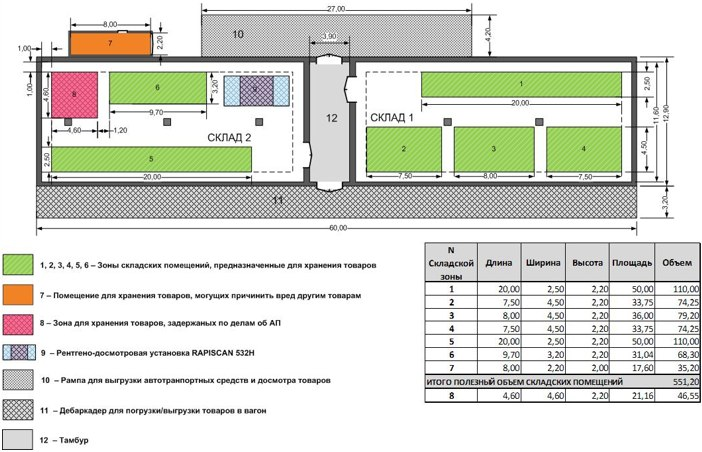 27,00
8,00
10
4,20
7
2,20
3,90
1,00
1,00
4,60
8
6
3,20
9
1
2,50
4,60
1,20
9,70
20,00
СКЛАД 2
12
СКЛАД 1
2
3
4
4,50
11,60
12,90
2,50
5
20,00
7,50
8,00
7,50
11
3,20
60,00
1, 2, 3, 4, 5, 6 – Зоны складских помещений, предназначенные для хранения товаров
7 – Помещение для хранения товаров, могущих причинить вред другим товарам
8 – Зона для хранения товаров, задержаных по делам об АП
9 – Рентгено-досмотровая установка RAPISCAN 532H
10 – Рампа для выгрузки автотранспортных средств и досмотра товаров
11 – Дебаркадер для погрузки/выгрузки товаров в вагон
12 – Тамбур
N Складской зоны Длина Ширина Высота Площадь Объем
1 20,00 2,50 2,20 50,00 110,00
2 7,50 4,50 2,20 33,75 74,25
3 8,00 4,50 2,20 36,00 79,20
4 7,50 4,50 2,20 33,75 74,25
5 20,00 2,50 2,20 50,00 110,00
6 9,70 3,20 2,20 31,04 68,30
7 8,00 2,20 2,00 17,60 35,20
ИТОГО ПОЛЕЗНЫЙ ОБЪЕМ СКЛАДСКИХ ПОМЕЩЕНИЙ 551,20
8 4,60 4,60 2,20 21,16 46,55